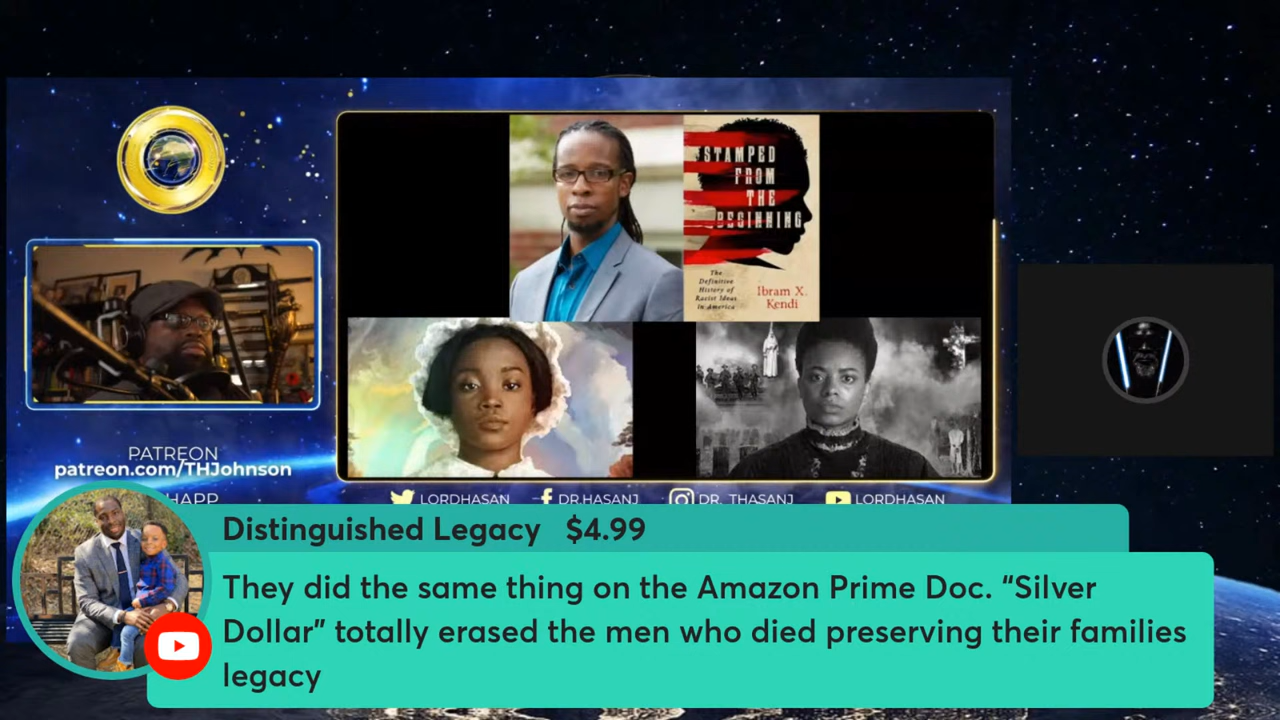 STAMPED
FROM
THE
BEGINNING
The
Definitive
History of
Racist Ideas
in America
Ibram X.
Kendi
PATREON
patreon.com/THJohnson
HAPP
LORDHASAN
DR.HASANJ
DR_THASANJ
LORDHASAN
Distinguished Legacy $4.99
They did the same thing on the Amazon Prime Doc. “Silver
Dollar” totally erased the men who died preserving their families
legacy